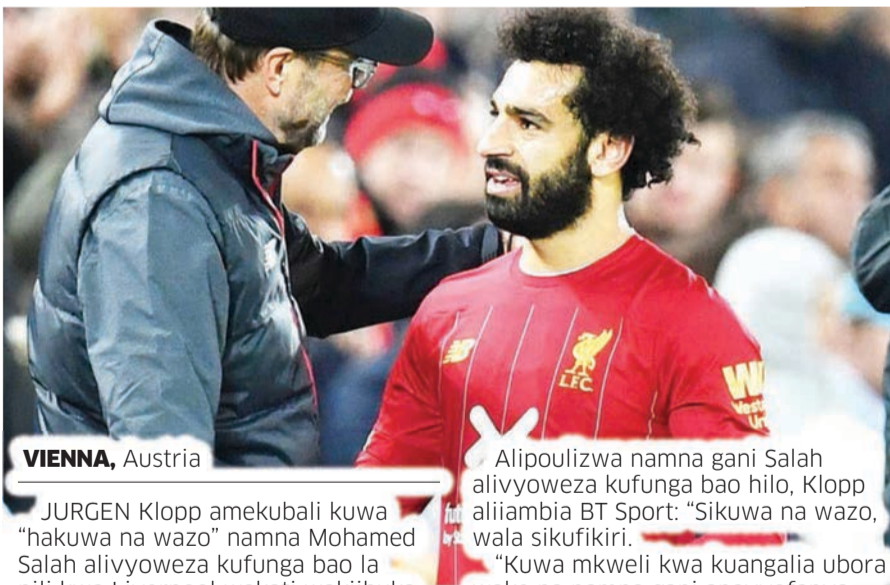 VIENNA, Austria
JURGEN Klopp amekubali kuwa
“hakuwa na wazo” namna Mohamed
Salah alivyoweza kufunga bao la
Alipoulizwa namna gani Salah
alivyoweza kufunga bao hilo, Klopp
aliiambia BT Sport: “Sikuwa na wazo,
wala sikufikiri.
“Kuwa mkweli kwa kuangalia ubora
L.F.C.
W
West
Un